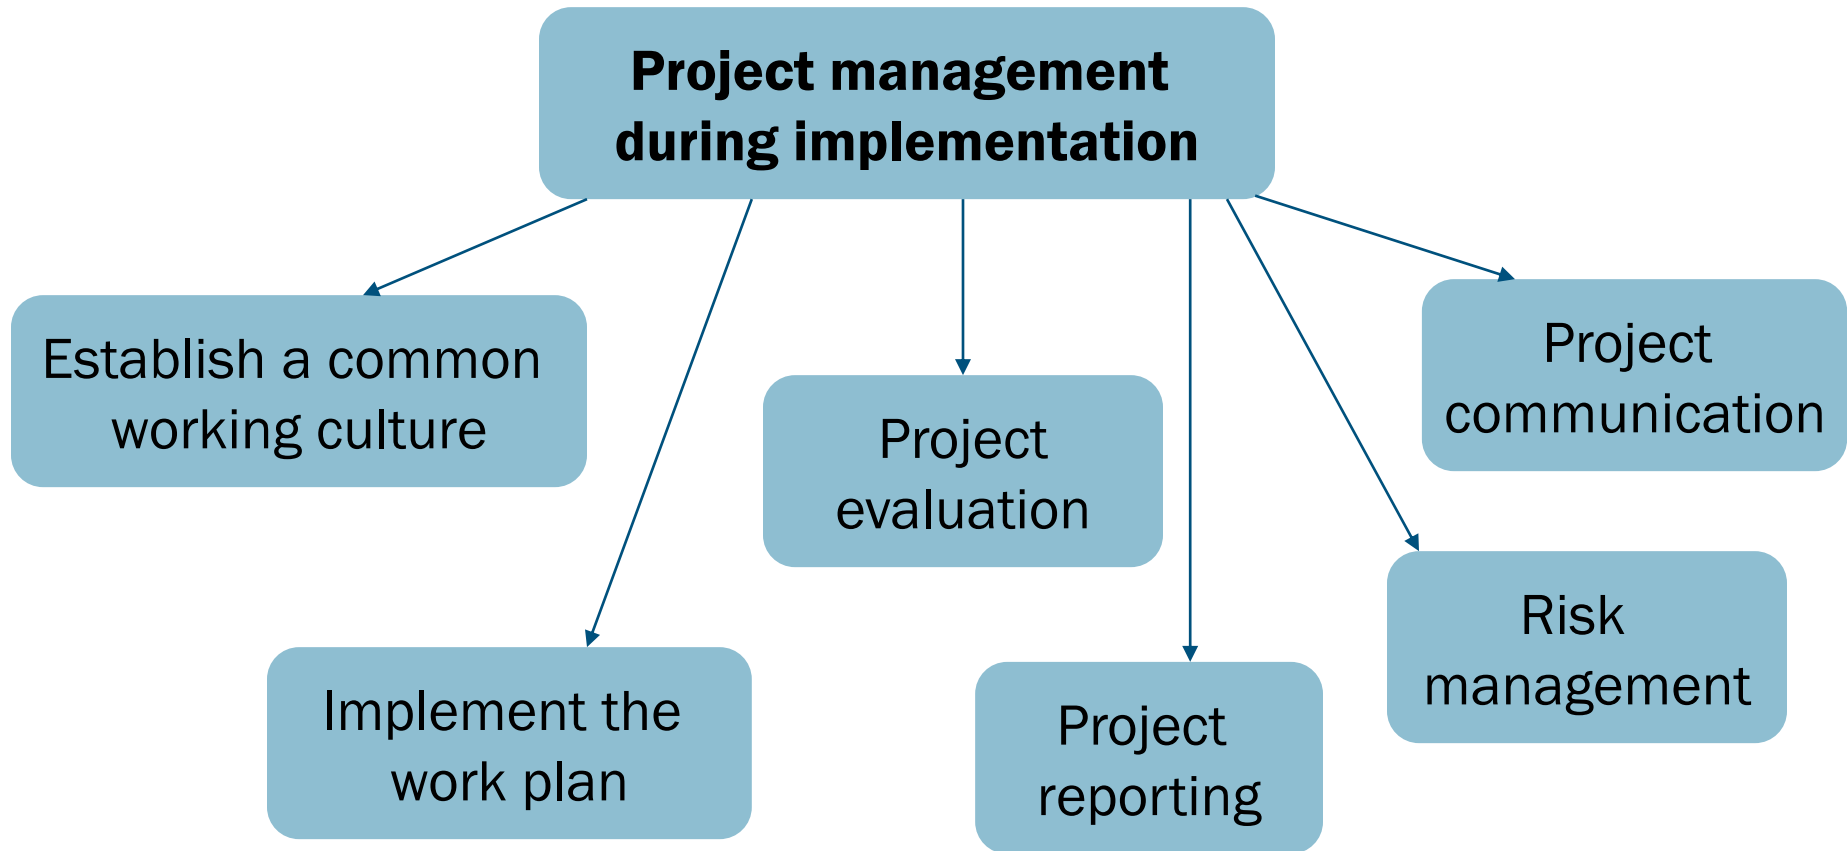 Project management
during implementation
Establish a common
working culture
Implement the
work plan
Project
evaluation
Project
reporting
Risk
management
Project
communication